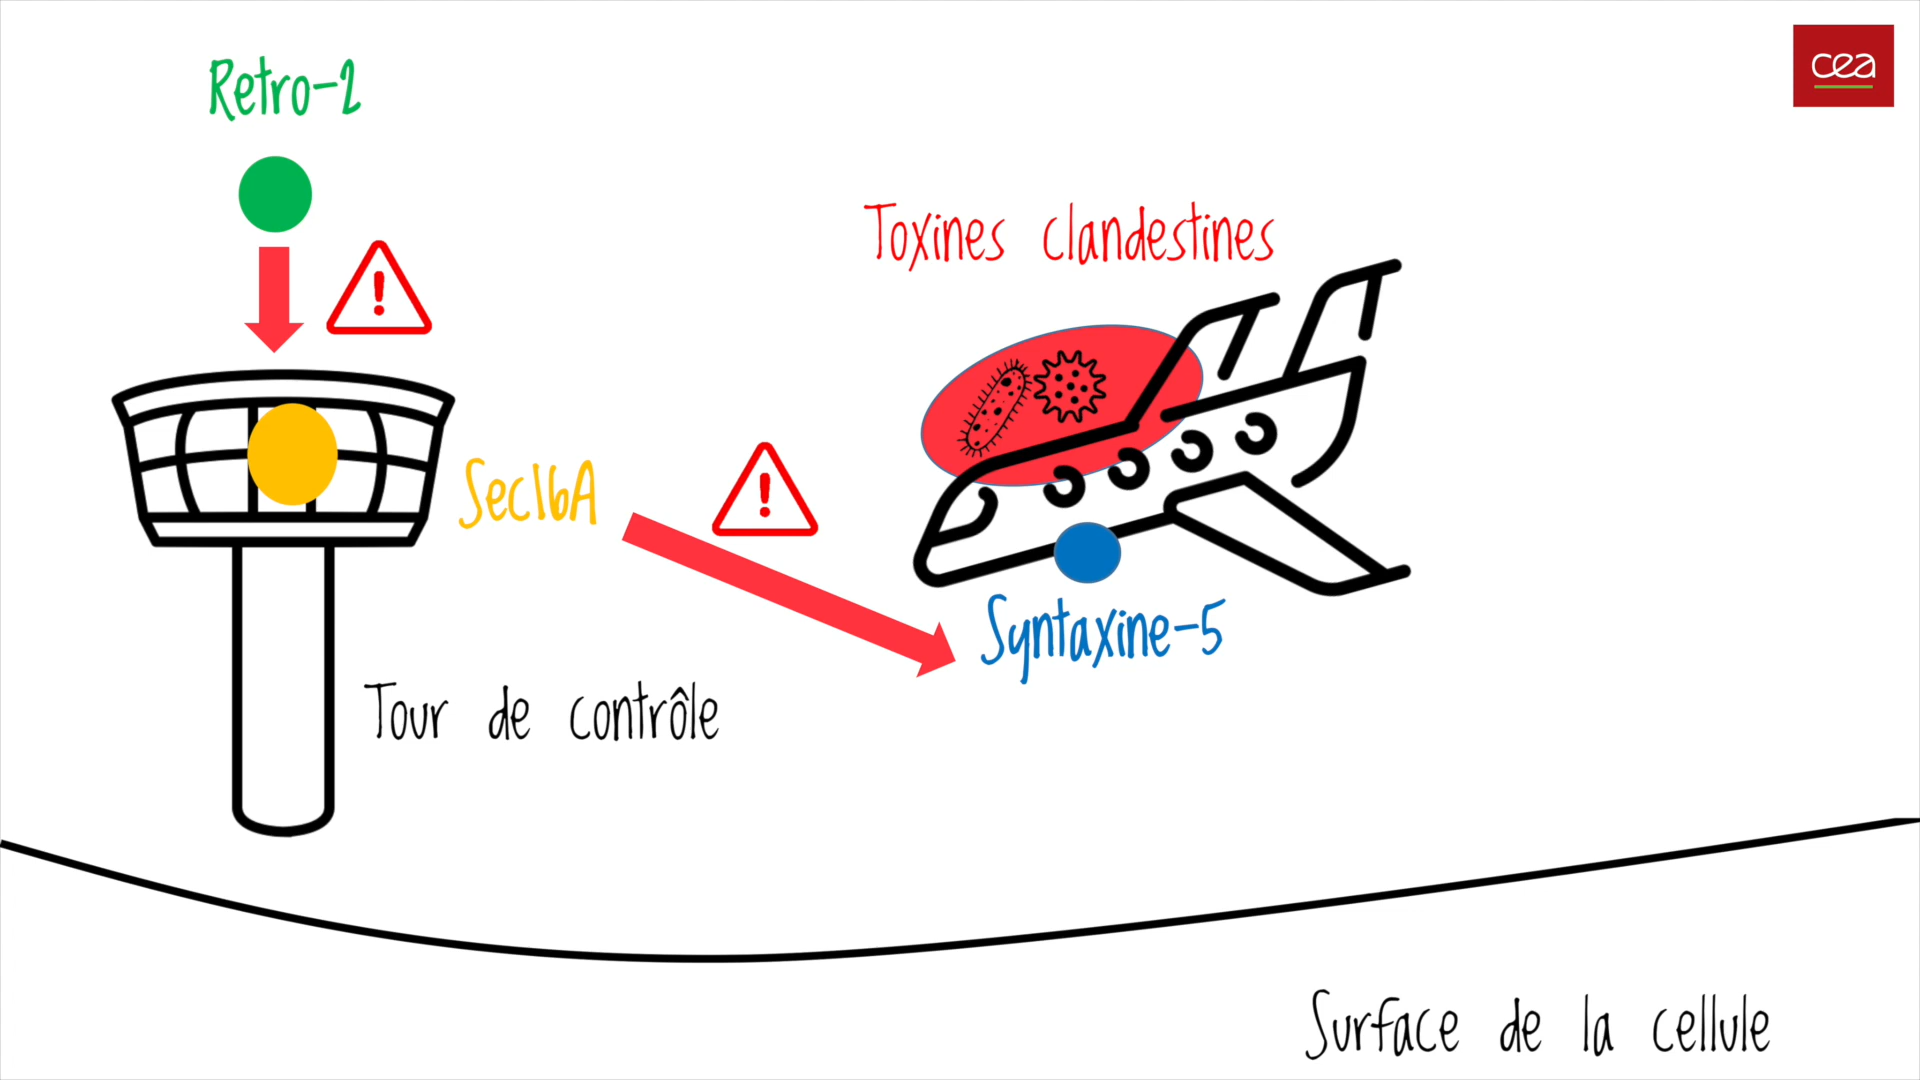 Retro-2
cea
Toxines clandestines
Sec16A
Syntaxine-5
Tour de contrôle
Surface de la cellule